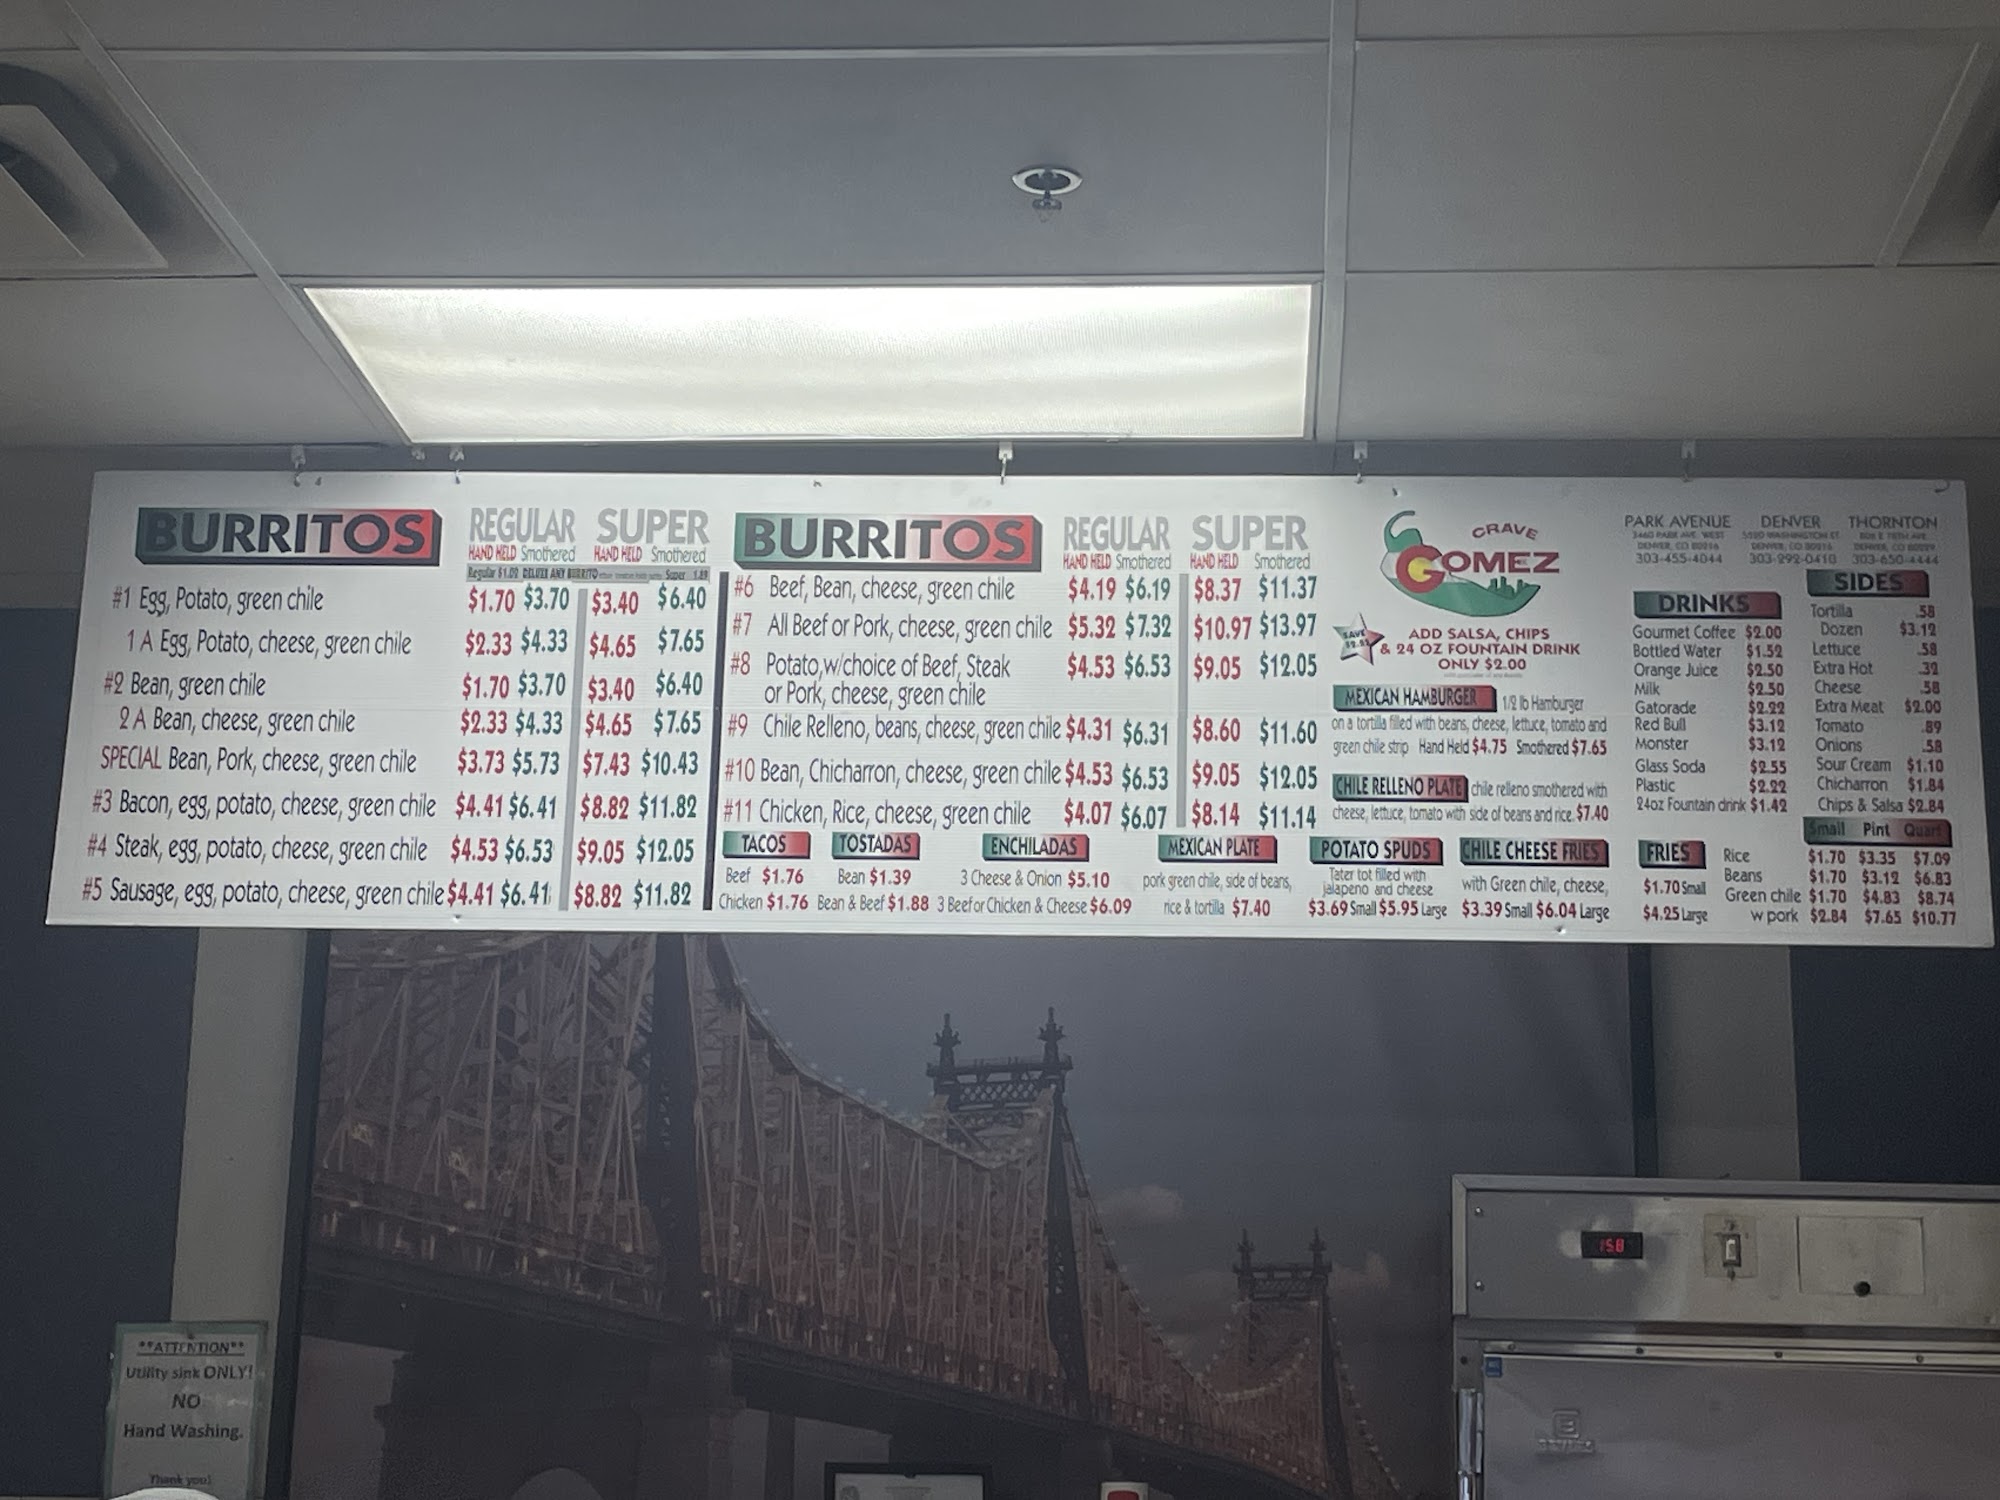 BURRITOS REGULAR SUPER
HAND HELD Smothered HAND HELD Smothered
Regular $1.02 DELUXE ANY BURRITO Super 1.89
#1 Egg, Potato, green chile $1.70 $3.70 $3.40 $6.40
1 A Egg, Potato, cheese, green chile $2.33 $4.33 $4.65 $7.65
#2 Bean, green chile $1.70 $3.70 $3.40 $6.40
2 A Bean, cheese, green chile $2.33 $4.33 $4.65 $7.65
SPECIAL Bean, Pork, cheese, green chile $3.73 $5.73 $7.43 $10.43
#3 Bacon, egg, potato, cheese, green chile $4.41 $6.41 $8.82 $11.82
#4 Steak, egg, potato, cheese, green chile $4.53 $6.53 $9.05 $12.05
#5 Sausage, egg, potato, cheese, green chile $4.41 $6.41 $8.82 $11.82
BURRITOS REGULAR SUPER
HAND HELD Smothered HAND HELD Smothered
#6 Beef, Bean, cheese, green chile $4.19 $6.19 $8.37 $11.37
#7 All Beef or Pork, cheese, green chile $5.32 $7.32 $10.97 $13.97
#8 Potato, w/choice of Beef, Steak $4.53 $6.53 $9.05 $12.05
or Pork, cheese, green chile
#9 Chile Relleno, beans, cheese, green chile $4.31 $6.31 $8.60 $11.60
#10 Bean, Chicharron, cheese, green chile $4.53 $6.53 $9.05 $12.05
#11 Chicken, Rice, cheese, green chile $4.07 $6.07 $8.14 $11.14
TACOS
Beef $1.76
Chicken $1.76
TOSTADAS
Bean $1.39
Bean & Beef $1.88
ENCHILADAS
3 Cheese & Onion $5.10
3 Beef or Chicken & Cheese $6.09
MEXICAN PLATE
pork green chile, side of beans,
rice & tortilla $7.40
POTATO SPUDS
Tater tot filled with
jalapeno and cheese
$3.69 Small $5.95 Large
CHILE CHEESE FRIES
with Green chile, cheese,
$3.39 Small $6.04 Large
FRIES
$1.70 Small
$4.25 Large
CRAVE
GOMEZ
SAVE
ADD SALSA, CHIPS
& 24 OZ FOUNTAIN DRINK
ONLY $2.00
MEXICAN HAMBURGER 1/2 lb Hamburger
on a tortilla filled with beans, cheese, lettuce, tomato and
green chile strip Hand Held $4.75 Smothered $7.65
CHILE RELLENO PLATE chile relleno smothered with
cheese, lettuce, tomato with side of beans and rice. $7.40
PARK AVENUE
3460 PARK AVE. WEST
DENVER, CO 80216
303-455-4044
DENVER
DENVER, CO 80216
303-292-0410
THORNTON
303-650-4444
DRINKS
Gourmet Coffee $2.00
Bottled Water $1.52
Orange Juice $2.50
Milk $2.50
Gatorade $2.22
Red Bull $3.12
Monster $3.12
Glass Soda $2.55
Plastic $2.22
24oz Fountain drink $1.42
SIDES
Tortilla .58
Dozen $3.12
Lettuce .58
Extra Hot .32
Cheese .58
Extra Meat $2.00
Tomato .89
Onions .58
Sour Cream $1.10
Chicharron $1.84
Chips & Salsa $2.84
Small Pint Quart
Rice $1.70 $3.35 $7.09
Beans $1.70 $3.12 $6.83
Green chile $1.70 $4.83 $8.74
w pork $2.84 $7.65 $10.77
**ATTENTION**
Utility sink ONLY!
NO
Hand Washing.
Thank you!
158